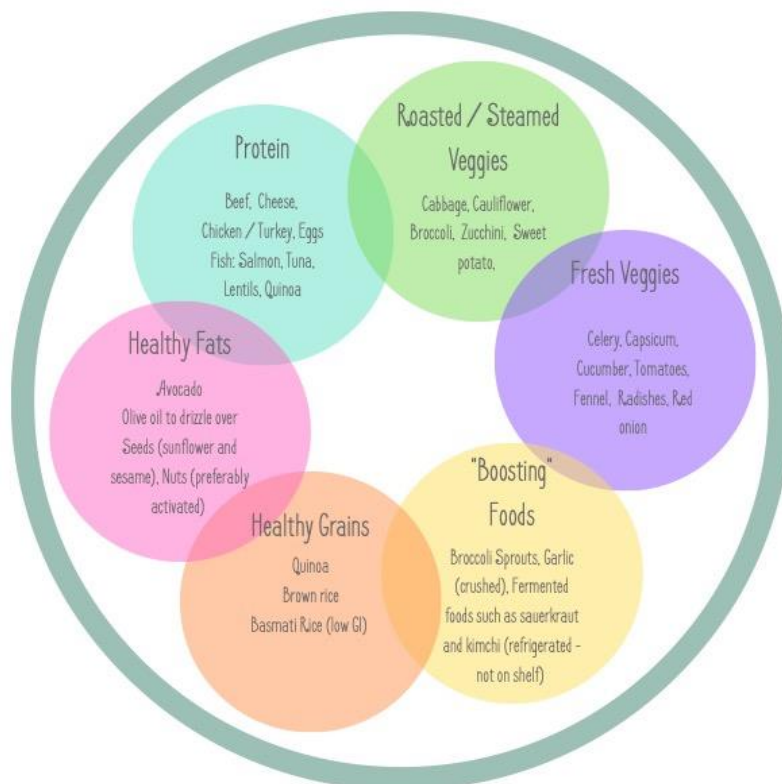 Protein
Beef, Cheese,
Chicken / Turkey, Eggs
Fish: Salmon, Tuna,
Lentils, Quinoa
Roasted / Steamed
Veggies
Cabbage, Cauliflower,
Broccoli, Zucchini, Sweet
potato,
Fresh Veggies
Celery, Capsicum,
Cucumber, Tomatoes,
Fennel, Radishes, Red
onion
Healthy Fats
Avocado
Olive oil to drizzle over
Seeds (sunflower and
sesame), Nuts (preferably
activated)
Healthy Grains
Quinoa
Brown rice
Basmati Rice (low GI)
"Boosting"
Foods
Broccoli Sprouts, Garlic
(crushed), Fermented
foods such as sauerkraut
and kimchi (refrigerated -
not on shelf)